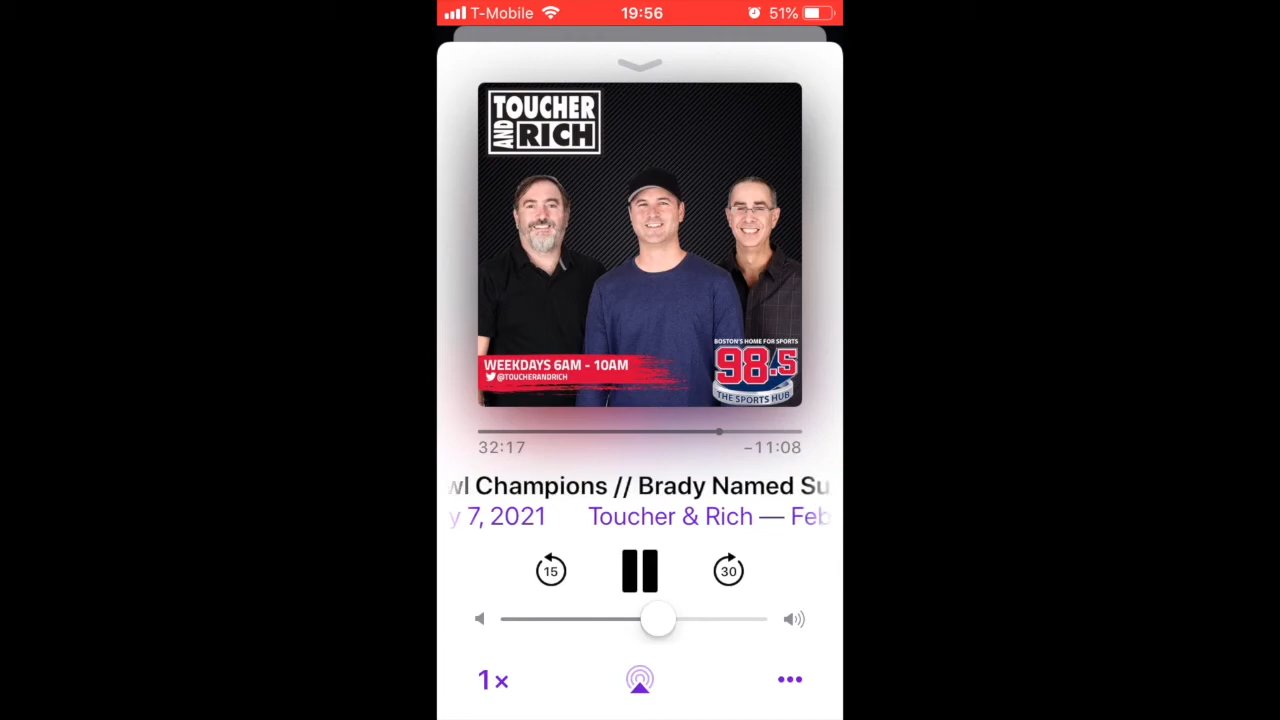 T-Mobile 19:56 51%
TOUCHER
AND
RICH
WEEKDAYS 6AM - 10AM
@TOUCHERANDRICH
BOSTON'S HOME FOR SPORTS
98.5
THE SPORTS HUB
32:17 −11:08
wl Champions // Brady Named Su
y 7, 2021 Toucher & Rich — Feb
15 30
1×